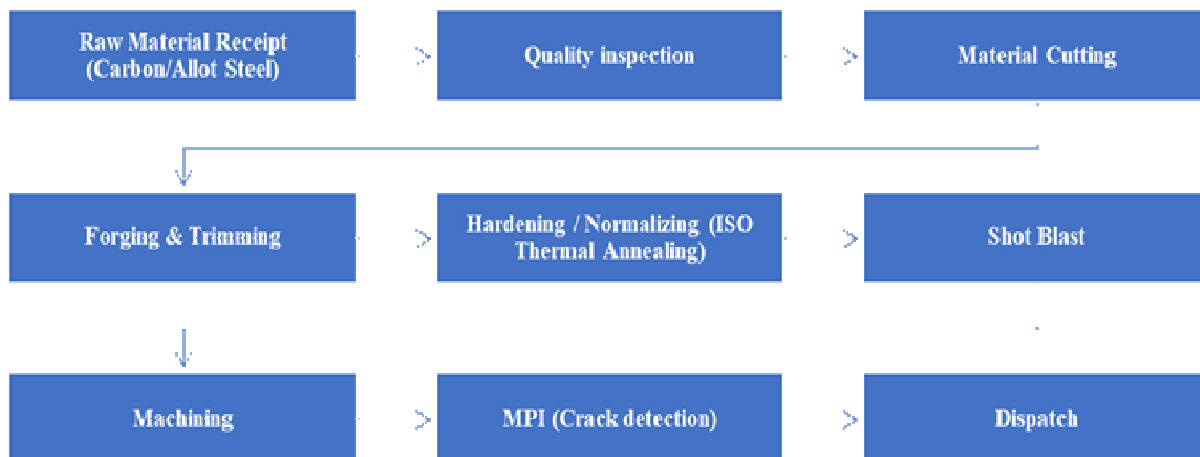 Raw Material Receipt
(Carbon/Allot Steel)
Quality inspection
Material Cutting
Forging & Trimming
Hardening / Normalizing (ISO
Thermal Annealing)
Shot Blast
Machining
MPI (Crack detection)
Dispatch